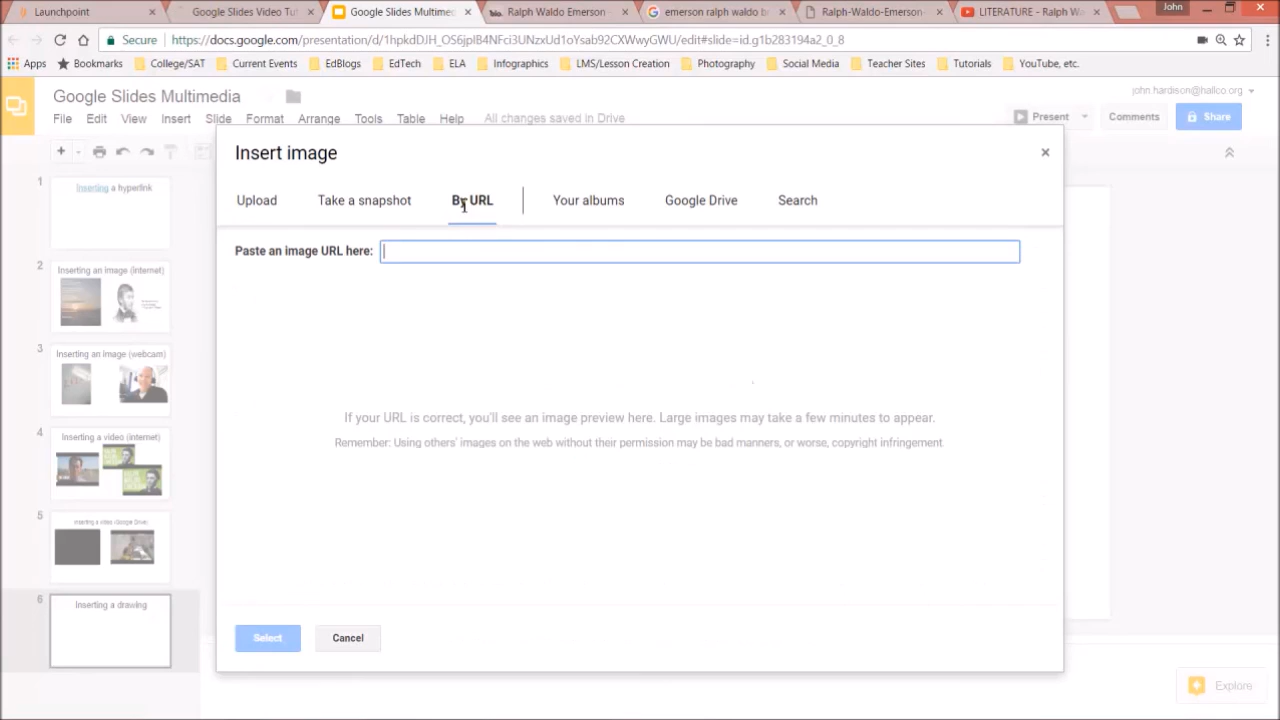 Launchpoint
Google Slides Video Tut
Google Slides Multimedi
Ralph Waldo Emerson
emerson ralph waldo br
Ralph-Waldo-Emerson-
LITERATURE - Ralph W
John
Secure
https://docs.google.com/presentation/d/1hpkdDJH_OS6jpIB4NFci3UNzxUd1oYsab92CXWwyGWU/edit#slide=id.g1b283194a2_0_8
Apps Bookmarks College/SAT Current Events EdBlogs EdTech ELA Infographics LMS/Lesson Creation Photography Social Media Teacher Sites Tutorials YouTube, etc.
Google Slides Multimedia
john.hardison@hallco.org
File Edit View Insert Slide Format Arrange Tools Table Help All changes saved in Drive
Present Comments Share
Insert image
Upload Take a snapshot By URL Your albums Google Drive Search
Paste an image URL here:
If your URL is correct, you'll see an image preview here. Large images may take a few minutes to appear.
Remember: Using others' images on the web without their permission may be bad manners, or worse, copyright infringement.
Select Cancel
1
Inserting a hyperlink
2
Inserting an image (internet)
3
Inserting an image (webcam)
4
Inserting a video (internet)
5
Inserting a video (Google Drive)
6
Inserting a drawing
Explore